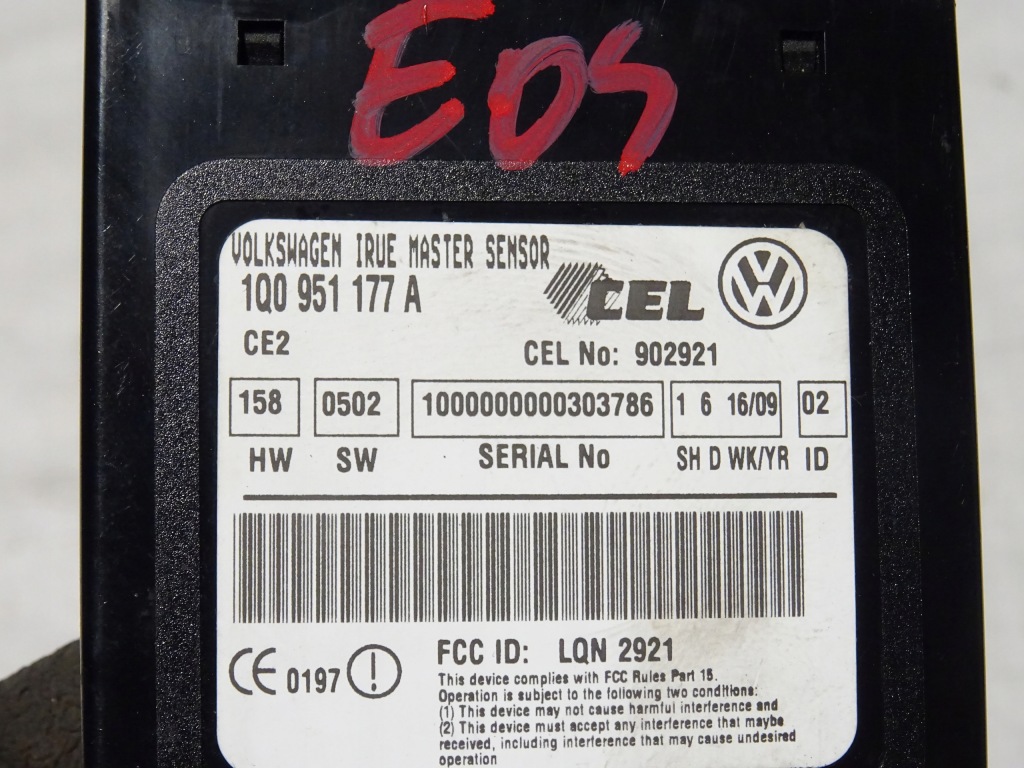 EOS
VOLKSWAGEN IRUE MASTER SENSOR
1Q0 951 177 A
CEL
VW
CE2
CEL No: 902921
158 0502 1000000000303786 1 6 16/09 02
HW SW SERIAL No SH D WK/YR ID
CE 0197
FCC ID: LQN 2921
This device complies with FCC Rules Part 15.
Operation is subject to the following two conditions:
(1) This device may not cause harmful interference and
(2) This device must accept any interference that maybe
received, including interference that may cause undesired
operation